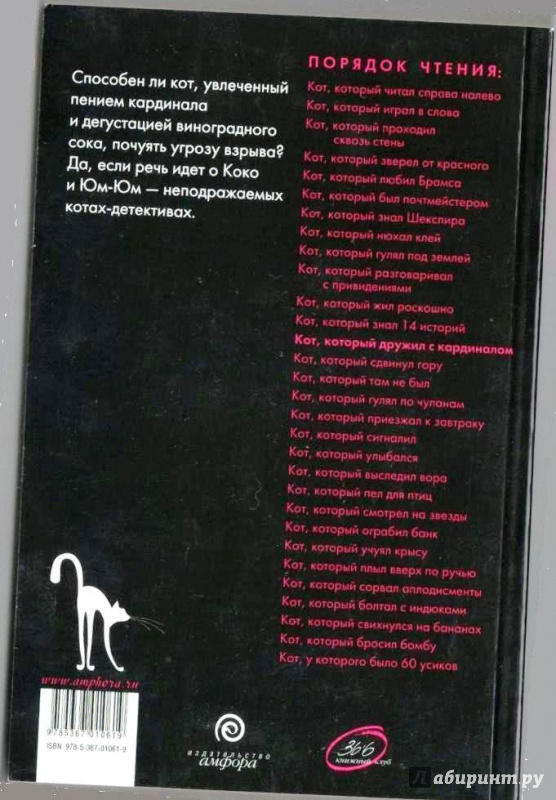 Способен ли кот, увлеченный
пением кардинала
и дегустацией виноградного
сока, почуять угрозу взрыва?
Да, если речь идет о Коко
и Юм-Юм — неподражаемых
котах-детективах.
ПОРЯДОК ЧТЕНИЯ:
Кот, который читал справа налево
Кот, который играл в слова
Кот, который проходил
сквозь стены
Кот, который зверел от красного
Кот, который любил Брамса
Кот, который был почтмейстером
Кот, который знал Шекспира
Кот, который нюхал клей
Кот, который гулял под землей
Кот, который разговаривал
с привидениями
Кот, который жил роскошно
Кот, который знал 14 историй
Кот, который дружил с кардиналом
Кот, который сдвинул гору
Кот, который там не был
Кот, который гулял по чуланам
Кот, который приезжал к завтраку
Кот, который сигналил
Кот, который улыбался
Кот, который выследил вора
Кот, который пел для птиц
Кот, который смотрел на звезды
Кот, который ограбил банк
Кот, который учуял крысу
Кот, который плыл вверх по ручью
Кот, который сорвал аплодисменты
Кот, который болтал с индюками
Кот, который свихнулся на бананах
Кот, который бросил бомбу
Кот, у которого было 60 усиков
www.amphora.ru
9 785367 010619
ISBN 978-5-367-01061-9
издательство
амфора
366
книжный клуб
Лабиринт.ру